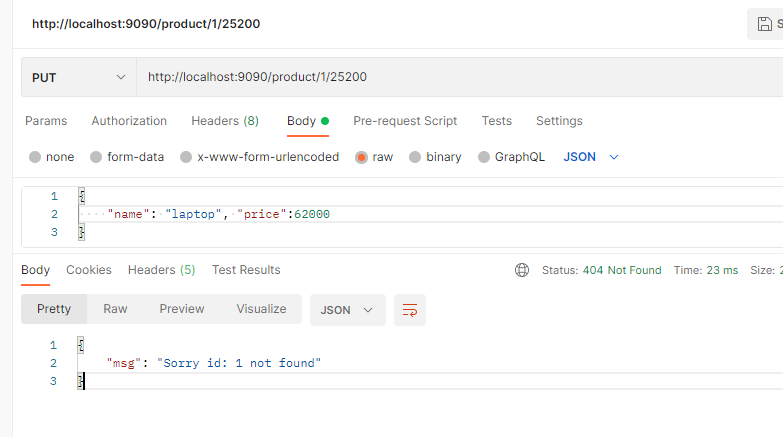 http://localhost:9090/product/1/25200
PUT http://localhost:9090/product/1/25200
Params Authorization Headers (8) Body Pre-request Script Tests Settings
none form-data x-www-form-urlencoded raw binary GraphQL JSON
1 {
2 "name": "laptop", "price":62000
3 }
Body Cookies Headers (5) Test Results Status: 404 Not Found Time: 23 ms Size:
Pretty Raw Preview Visualize JSON
1 {
2 "msg": "Sorry id: 1 not found"
3 }